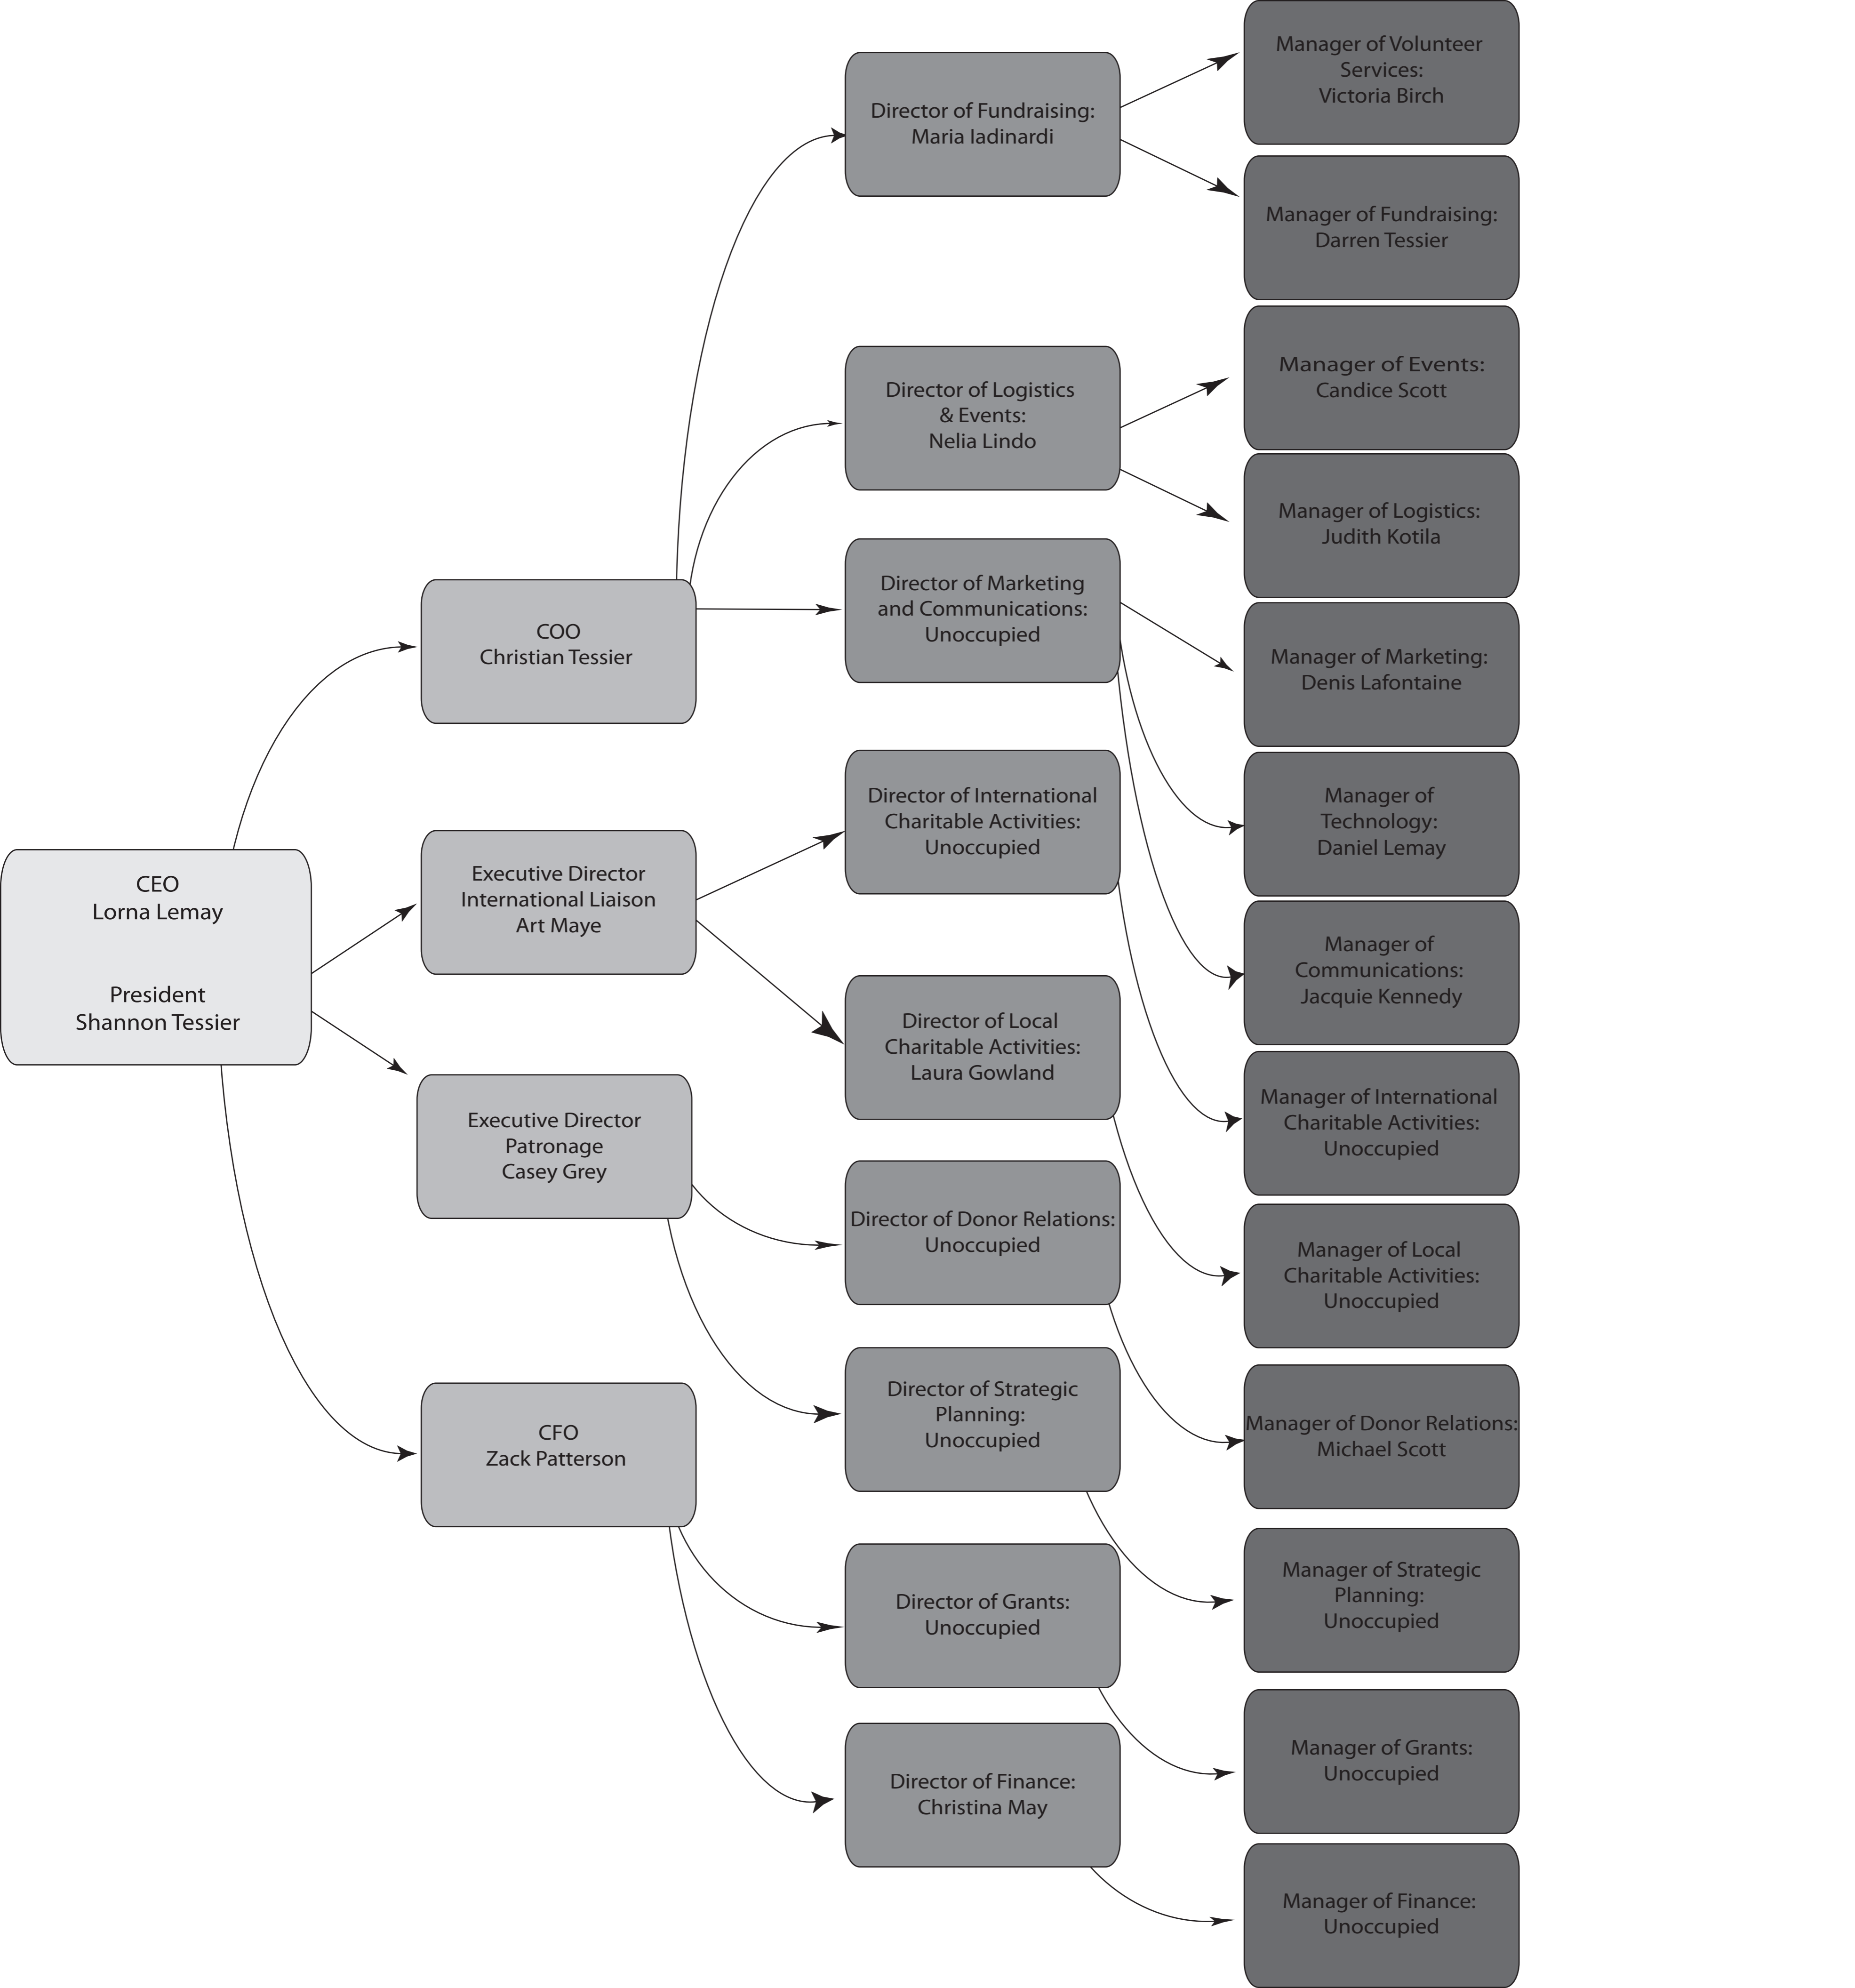 CEO
Lorna Lemay
President
Shannon Tessier
COO
Christian Tessier
Executive Director
International Liaison
Art Maye
Executive Director
Patronage
Casey Grey
CFO
Zack Patterson
Director of Fundraising:
Maria Iadinardi
Director of Logistics
& Events:
Nelia Lindo
Director of Marketing
and Communications:
Unoccupied
Director of International
Charitable Activities:
Unoccupied
Director of Local
Charitable Activities:
Laura Gowland
Director of Donor Relations:
Unoccupied
Director of Strategic
Planning:
Unoccupied
Director of Grants:
Unoccupied
Director of Finance:
Christina May
Manager of Volunteer
Services:
Victoria Birch
Manager of Fundraising:
Darren Tessier
Manager of Events:
Candice Scott
Manager of Logistics:
Judith Kotila
Manager of Marketing:
Denis Lafontaine
Manager of
Technology:
Daniel Lemay
Manager of
Communications:
Jacquie Kennedy
Manager of International
Charitable Activities:
Unoccupied
Manager of Local
Charitable Activities:
Unoccupied
Manager of Donor Relations:
Michael Scott
Manager of Strategic
Planning:
Unoccupied
Manager of Grants:
Unoccupied
Manager of Finance:
Unoccupied